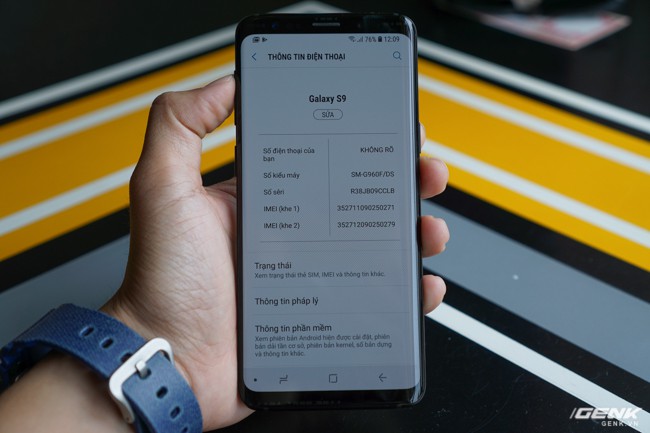 76% 12:09
THÔNG TIN ĐIỆN THOẠI
Galaxy S9
SỬA
Số điện thoại của bạn KHÔNG RÕ
Số kiểu máy SM-G960F/DS
Số sêri R38JB09CCLB
IMEI (khe 1) 352711090250271
IMEI (khe 2) 352712090250279
Trạng thái
Xem trạng thái thẻ SIM, IMEI và thông tin khác.
Thông tin pháp lý
Thông tin phần mềm
Xem phiên bản Android hiện được cài đặt, phiên
bản dải tần cơ sở, phiên bản kernel, số bản dựng
và thông tin khác.
GENK
GENK.VN